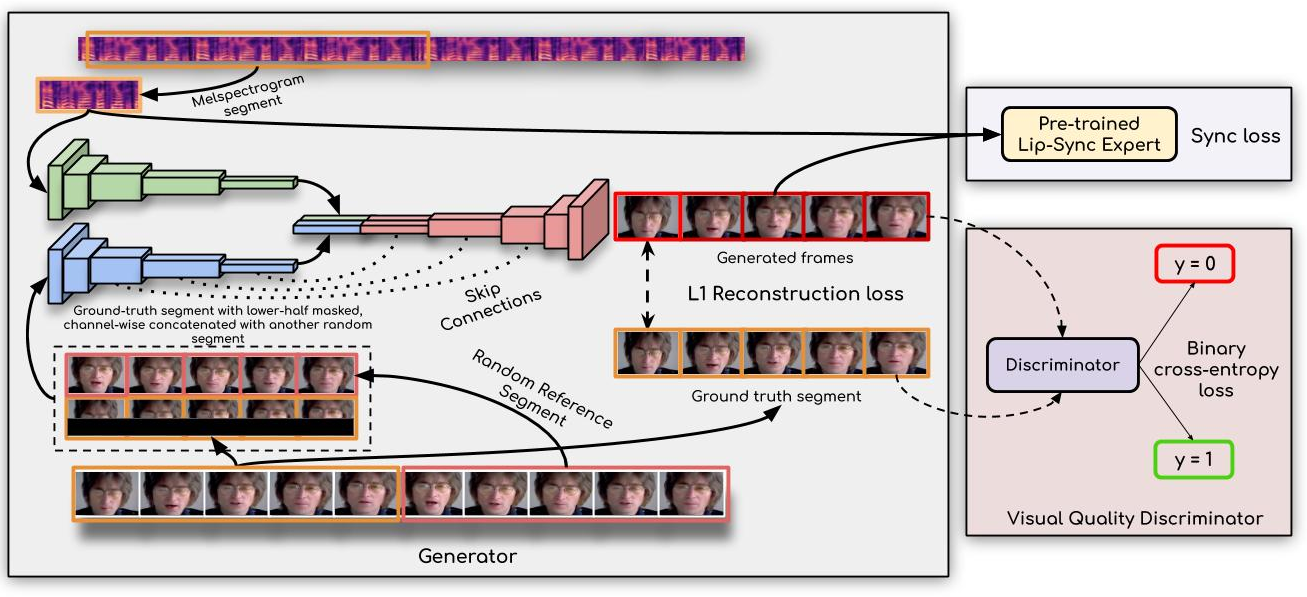 Melspectrogram
segment
Pre-trained
Lip-Sync Expert
Sync loss
Generated frames
L1 Reconstruction loss
Skip
Connections
Ground-truth segment with lower-half masked,
channel-wise concatenated with another random
segment
Random Reference
Segment
Ground truth segment
Generator
y = 0
Discriminator
Binary
cross-entropy
loss
y = 1
Visual Quality Discriminator